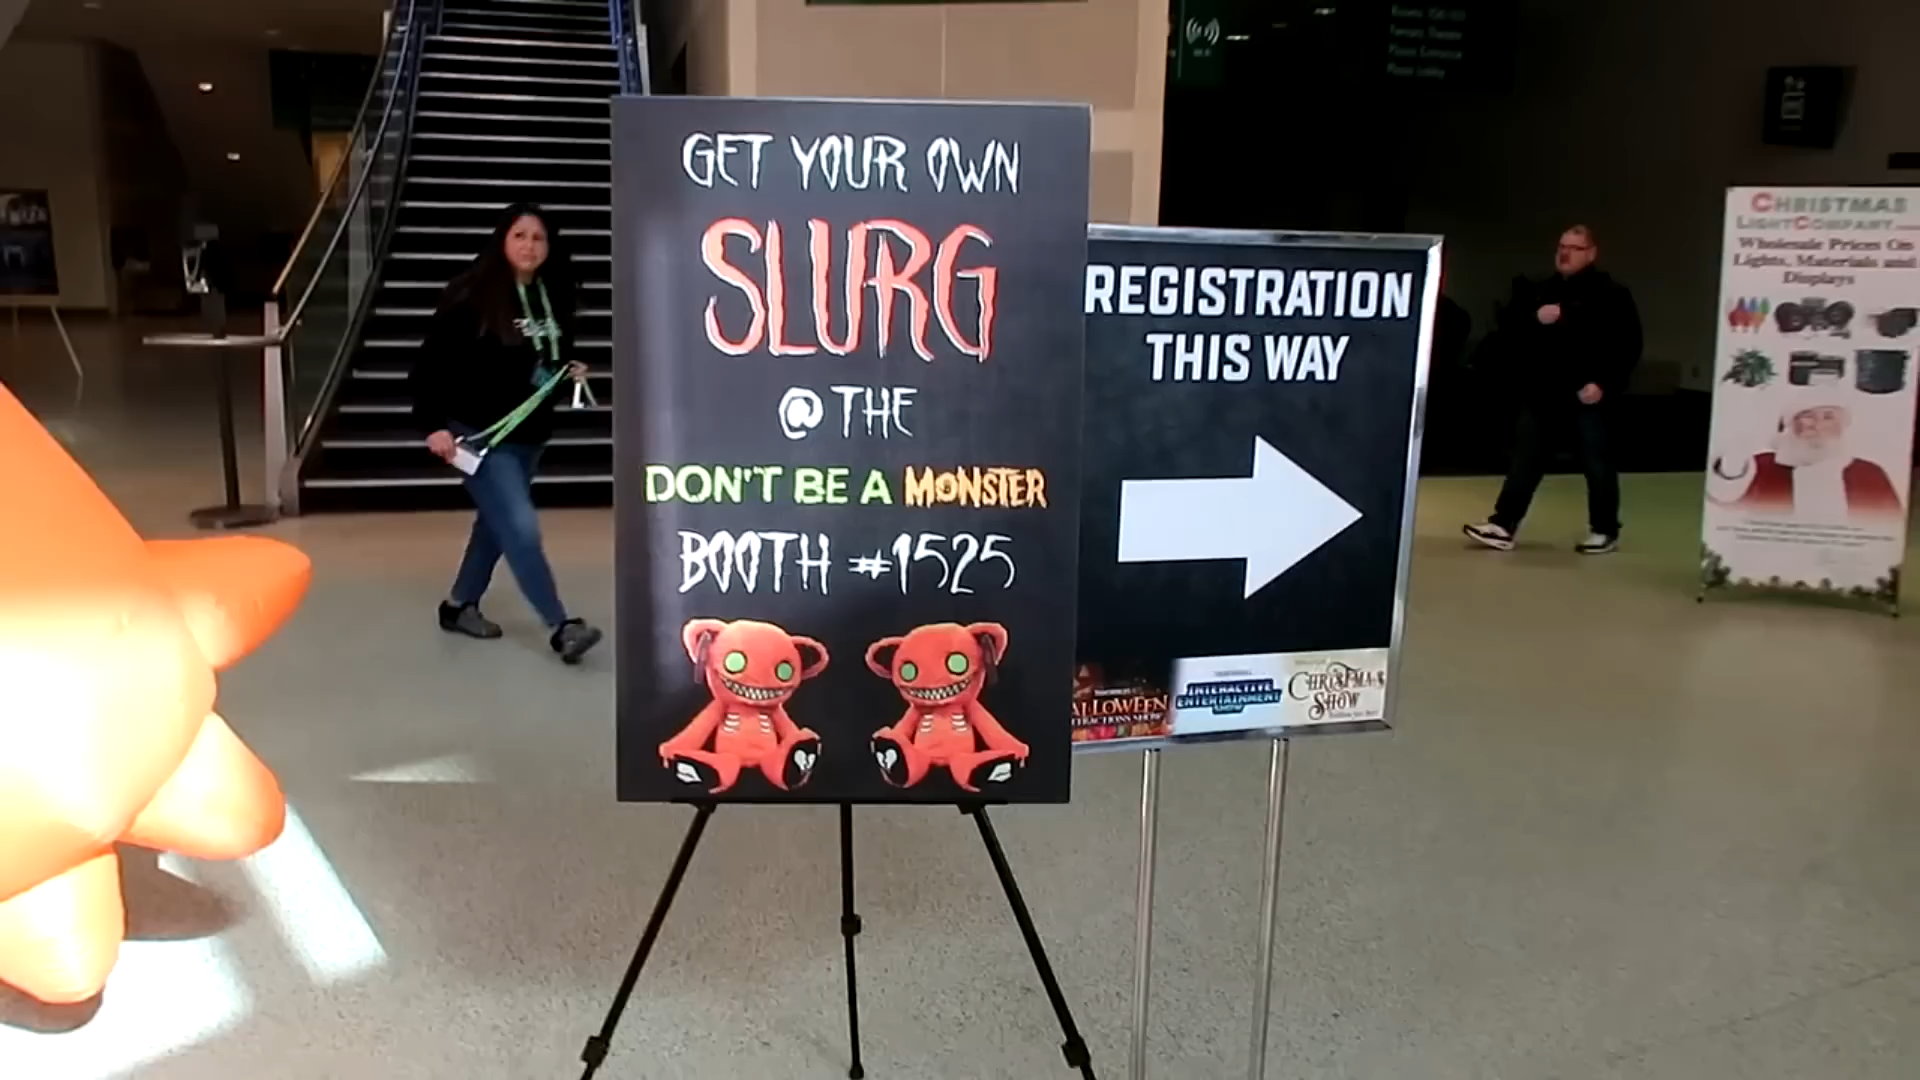 GET YOUR OWN
SLURG
@ THE
DON'T BE A MONSTER
BOOTH #1525
REGISTRATION
THIS WAY
INTERACTIVE
ENTERTAINMENT
SHOW
CHRISTMAS
SHOW
CHRISTMAS
LIGHTCOMPANY
Wholesale Prices On
Lights, Materials and
Displays